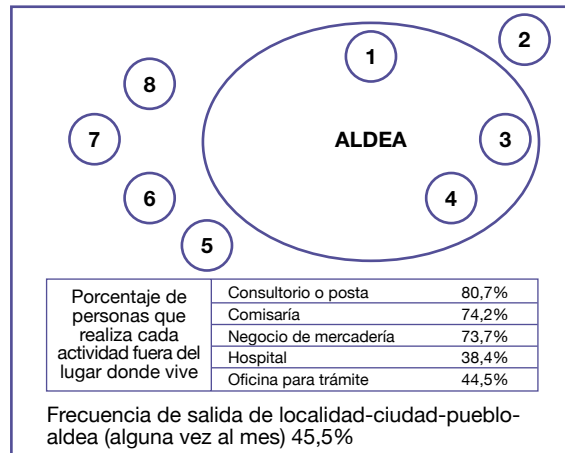 1
2
8
7
ALDEA
3
6
4
5
Porcentaje de
personas que
realiza cada
actividad fuera del
lugar donde vive
Consultorio o posta 80,7%
Comisaría 74,2%
Negocio de mercadería 73,7%
Hospital 38,4%
Oficina para trámite 44,5%
Frecuencia de salida de localidad-ciudad-pueblo-
aldea (alguna vez al mes) 45,5%